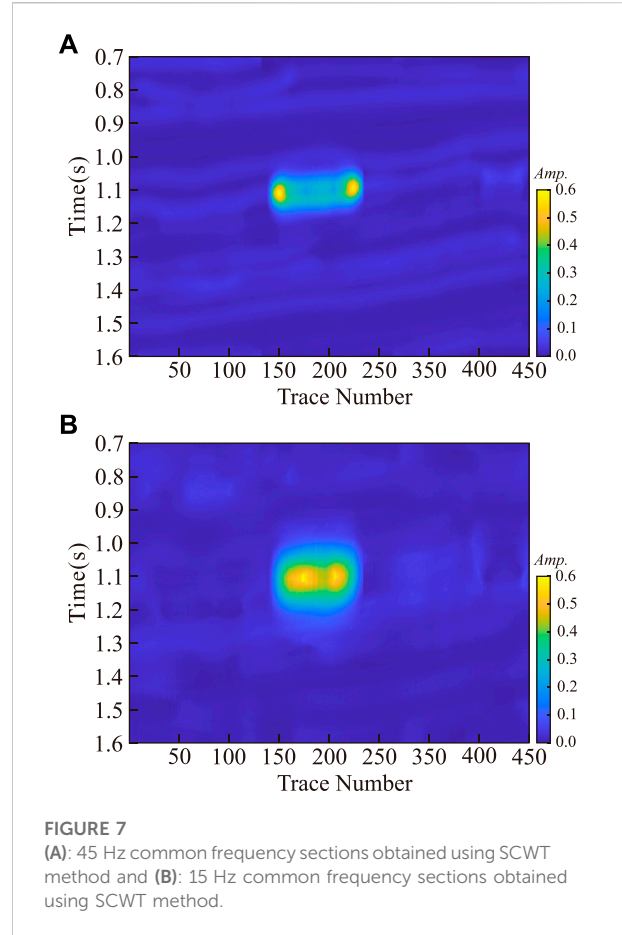 A
0.7
0.8
0.9
1.0
1.1
1.2
1.3
1.4
1.5
1.6
Time(s)
50 100 150 200 250 300 350 400 450
Trace Number
Amp.
0.6
0.5
0.4
0.3
0.2
0.1
0.0
B
0.7
0.8
0.9
1.0
1.1
1.2
1.3
1.4
1.5
1.6
Time(s)
50 100 150 200 250 300 350 400 450
Trace Number
Amp.
0.6
0.5
0.4
0.3
0.2
0.1
0.0
FIGURE 7
(A): 45 Hz common frequency sections obtained using SCWT
method and (B): 15 Hz common frequency sections obtained
using SCWT method.